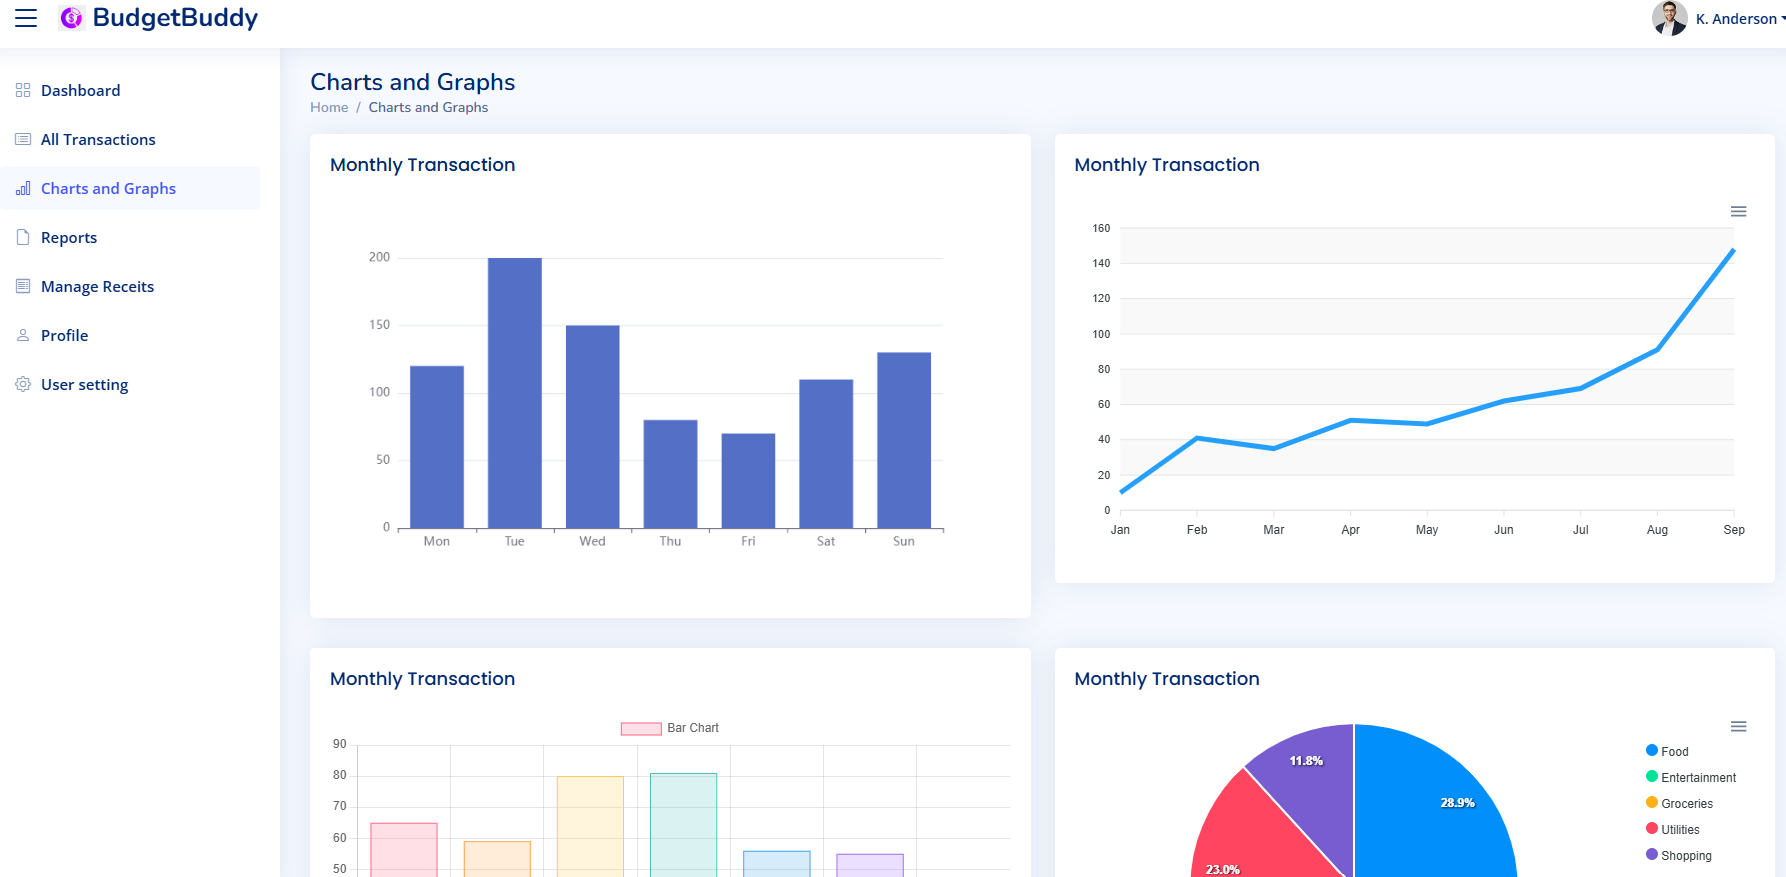 BudgetBuddy
K. Anderson
Dashboard
All Transactions
Charts and Graphs
Reports
Manage Receits
Profile
User setting
Charts and Graphs
Home / Charts and Graphs
Monthly Transaction
200
150
100
50
0
Mon Tue Wed Thu Fri Sat Sun
Monthly Transaction
160
140
120
100
80
60
40
20
0
Jan Feb Mar Apr May Jun Jul Aug Sep
Monthly Transaction
Bar Chart
90
80
70
60
50
Monthly Transaction
11.8%
28.9%
23.0%
Food
Entertainment
Groceries
Utilities
Shopping